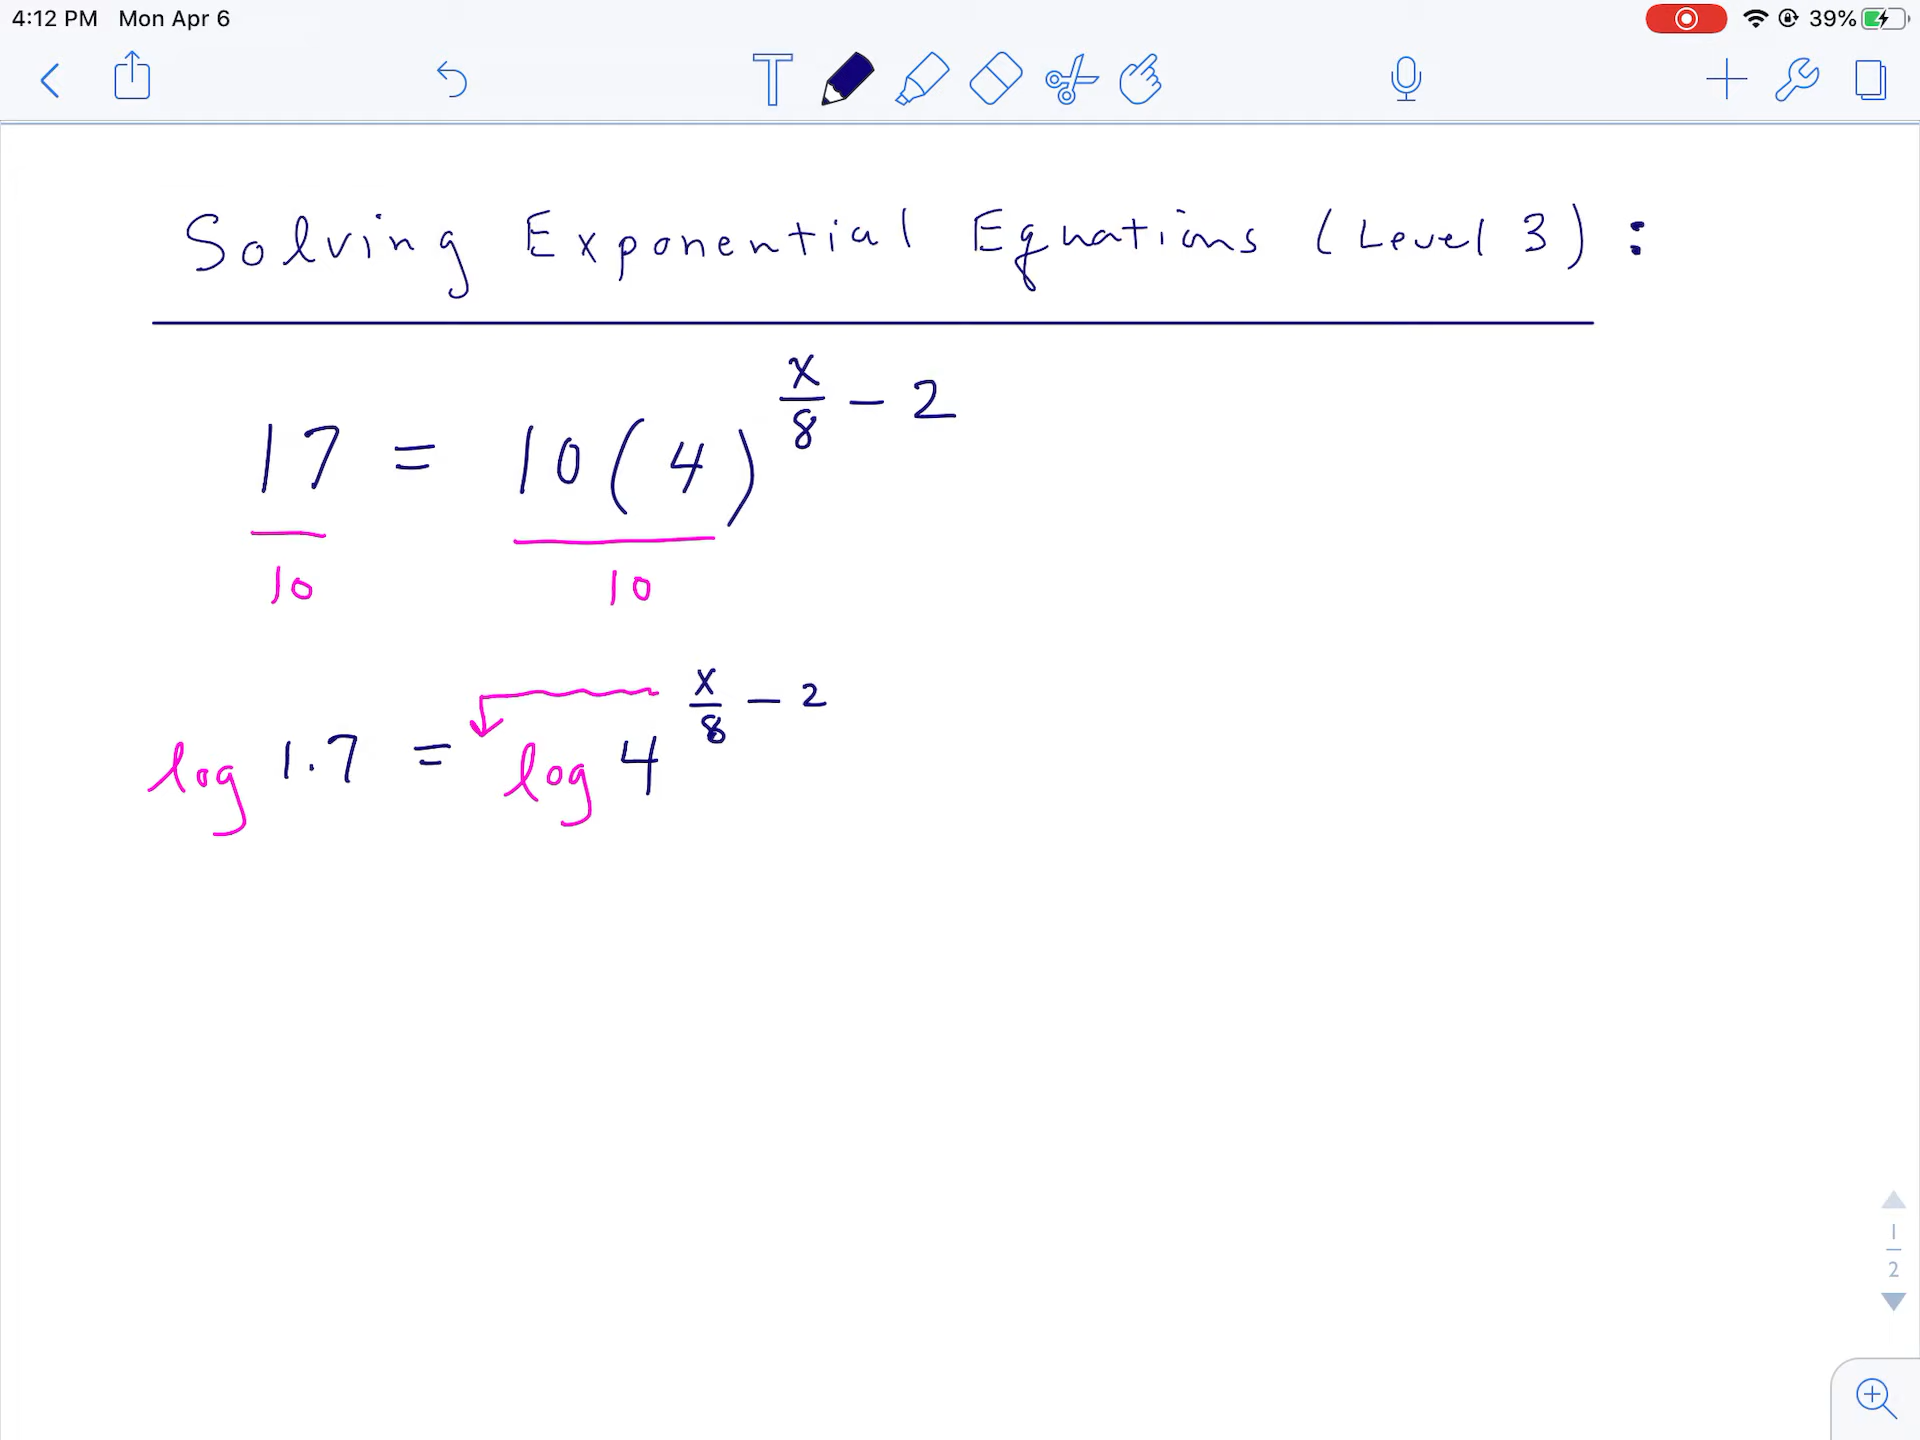 4:12 PM Mon Apr 6 39%
T
Solving Exponential Equations (Level 3):
17 = 10(4)^(x/8 - 2)
10 10
log 1.7 = log 4^(x/8 - 2)
1
2